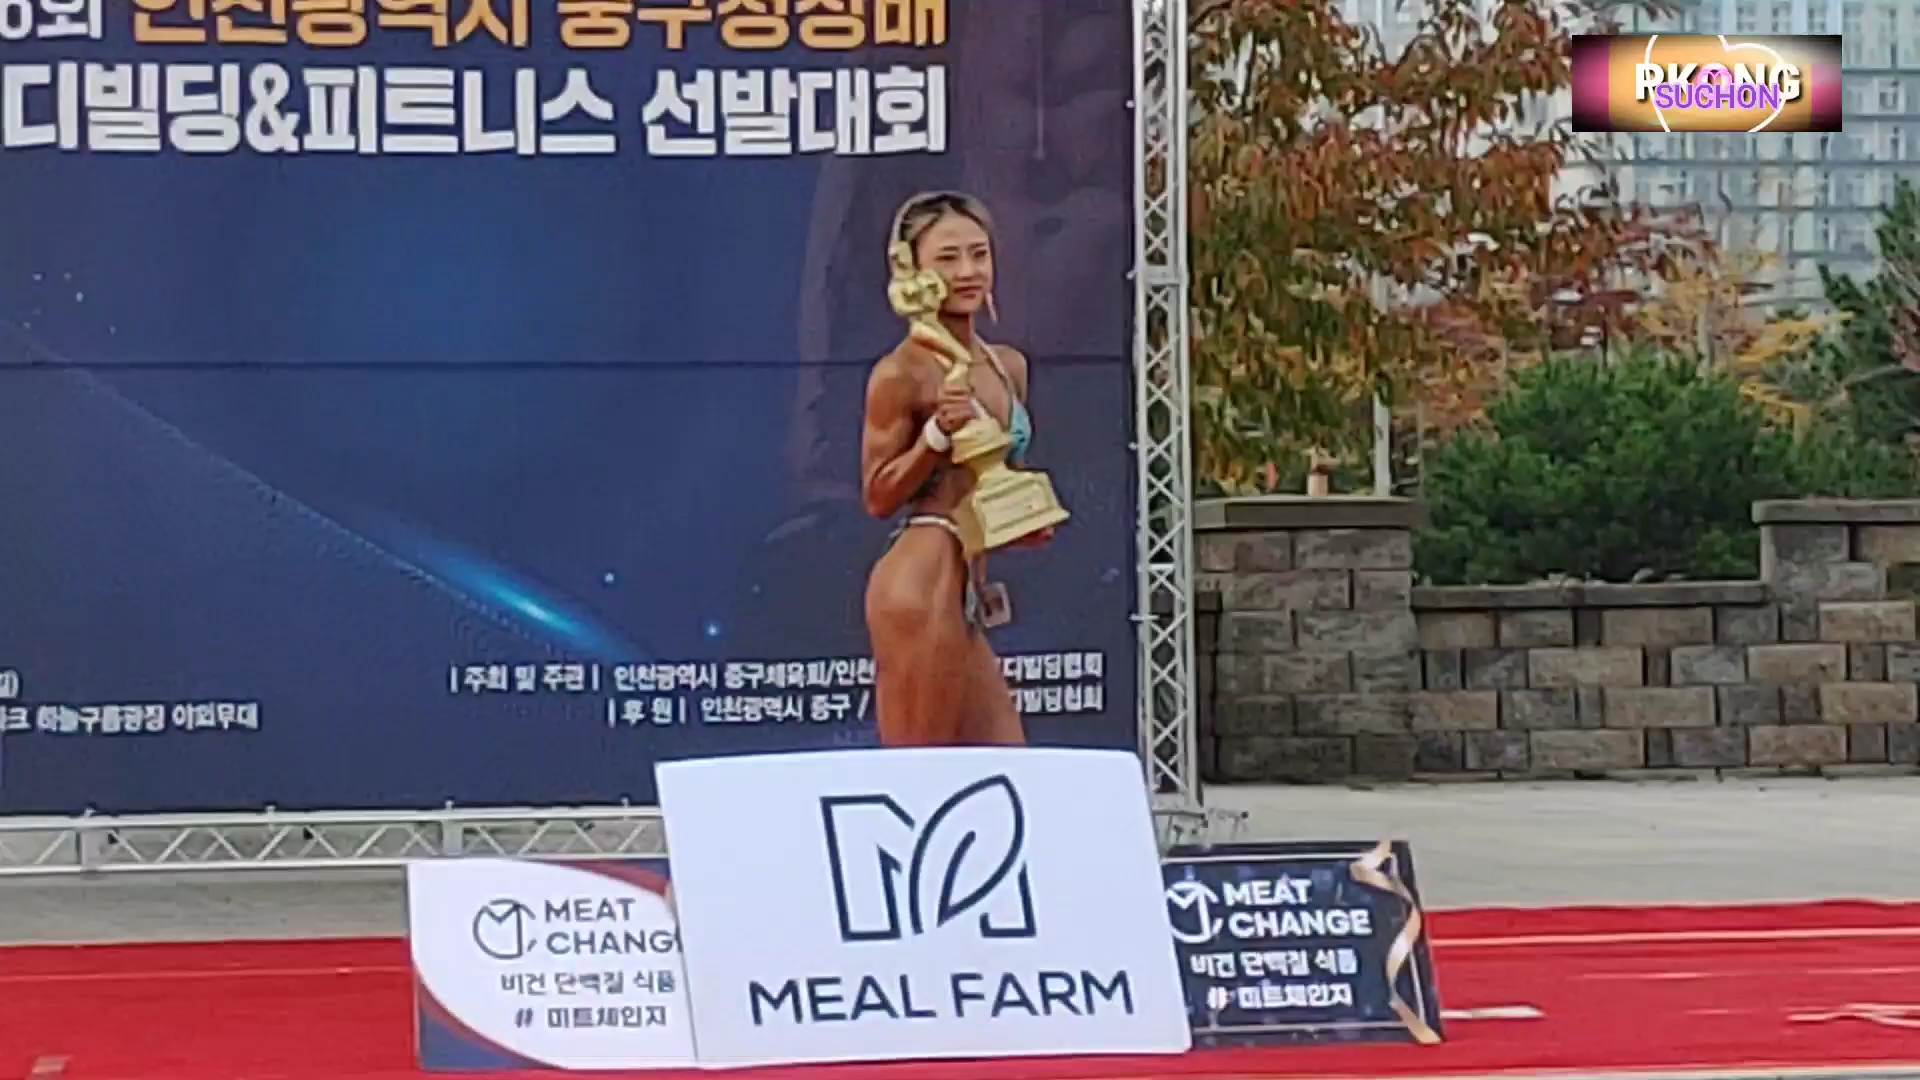 6회 인천광역시 중구청장배
디빌딩&피트니스 선발대회
SUCHON
| 주최 및 주관 | 인천광역시 중구체육회/인천
디빌딩협회
| 후 원 | 인천광역시 중구 /
빌딩협회
파크 하늘구름광장 야외무대
MEAT
CHANG
비건 단백질 식품
# 미트체인지
MEAL FARM
MEAT
CHANGE
비건 단백질 식품
# 미트체인지